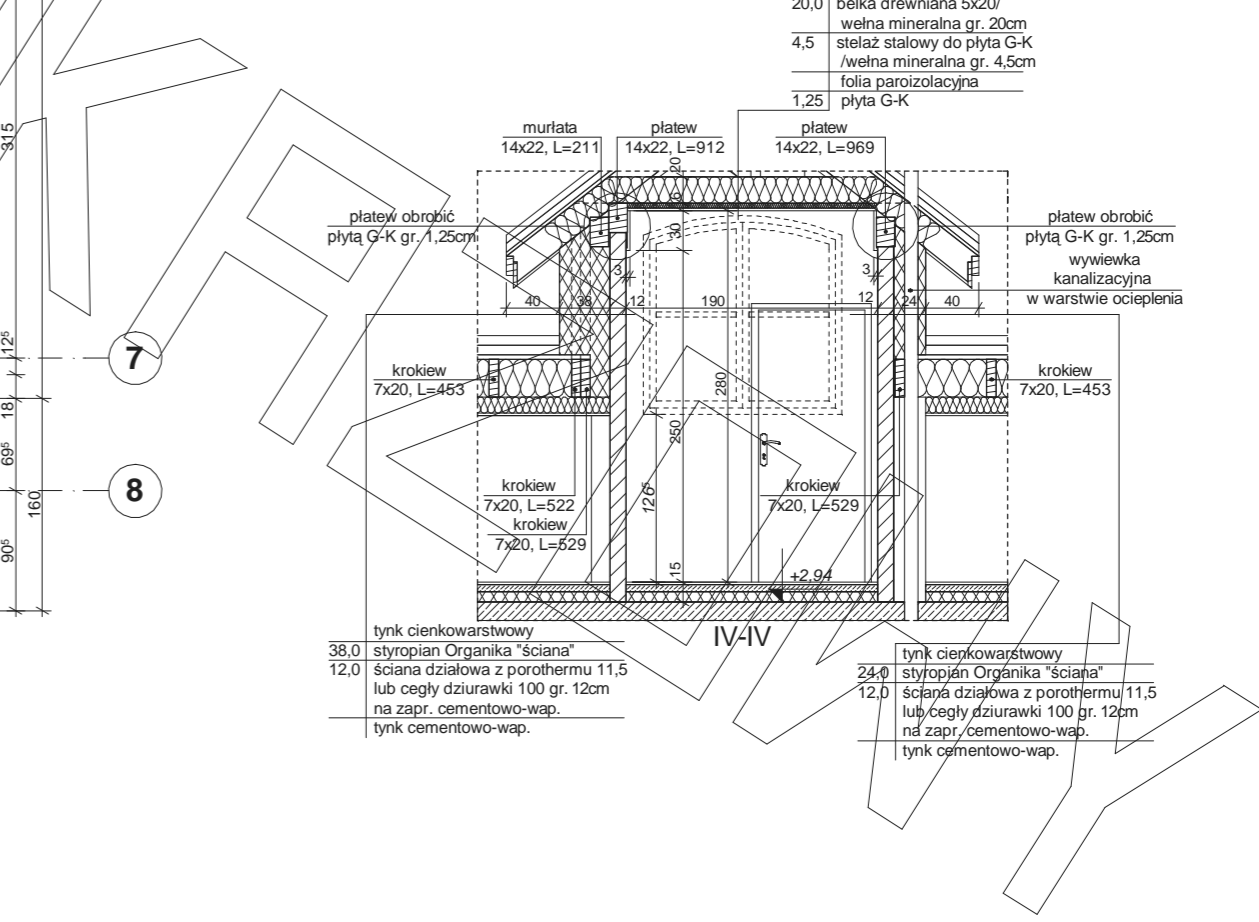 20,0 belka drewniana 5x20/
wełna mineralna gr. 20cm
4,5 stelaż stalowy do płyta G-K
/wełna mineralna gr. 4,5cm
folia paroizolacyjna
1,25 płyta G-K
murłata
14x22, L=211
płatew
14x22, L=912
płatew
14x22, L=969
płatew obrobić
płytą G-K gr. 1,25cm
płatew obrobić
płytą G-K gr. 1,25cm
wywiewka
kanalizacyjna
w warstwie ocieplenia
20
6
30
3
3
40 38 12 190 12 24 40
krokiew
7x20, L=453
krokiew
7x20, L=453
280
250
126⁵
15
krokiew
7x20, L=522
krokiew
7x20, L=529
krokiew
7x20, L=529
+2,94
IV-IV
315
12⁵
18
69⁵
90⁵
160
7
8
tynk cienkowarstwowy
38,0 styropian Organika "ściana"
12,0 ściana działowa z porothermu 11,5
lub cegły dziurawki 100 gr. 12cm
na zapr. cementowo-wap.
tynk cementowo-wap.
tynk cienkowarstwowy
24,0 styropian Organika "ściana"
12,0 ściana działowa z porothermu 11,5
lub cegły dziurawki 100 gr. 12cm
na zapr. cementowo-wap.
tynk cementowo-wap.